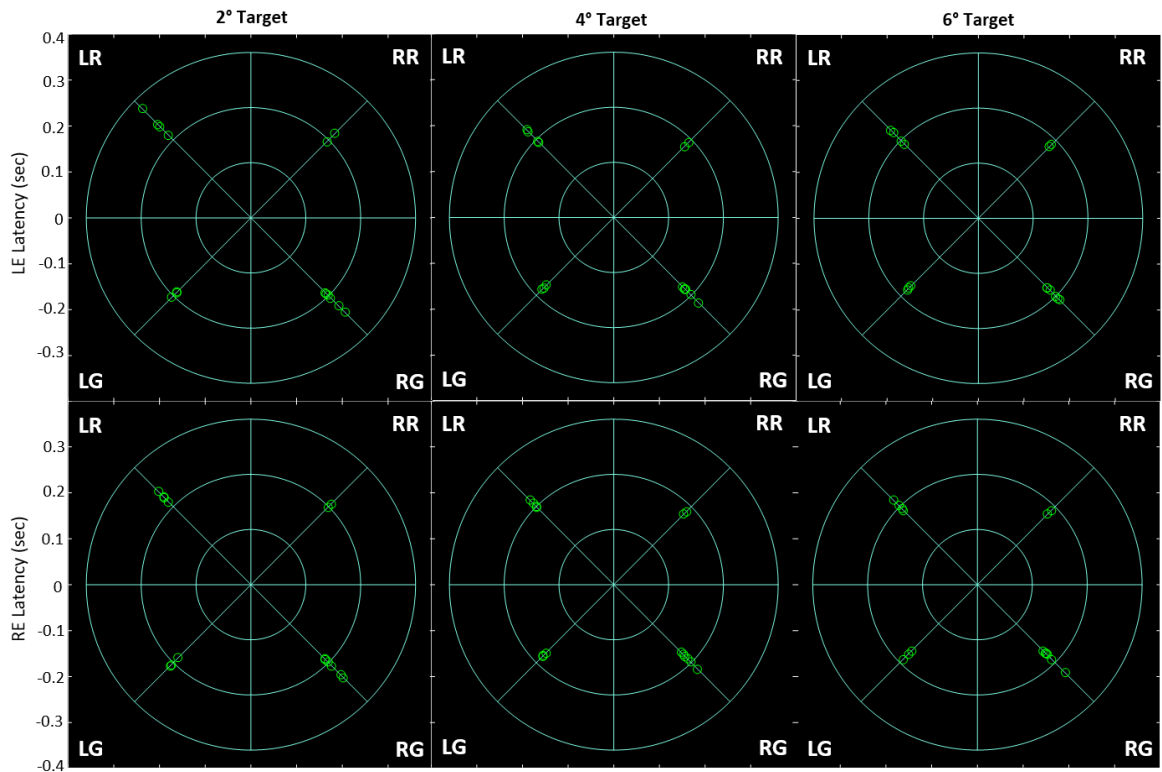 2° Target 4° Target 6° Target
0.4
LR RR LR RR LR RR
0.3
0.2
0.1
0
-0.1
-0.2
-0.3
LE Latency (sec)
LG RG LG RG LG RG
LR RR LR RR LR RR
0.3
0.2
0.1
0
-0.1
-0.2
-0.3
-0.4
RE Latency (sec)
LG RG LG RG LG RG